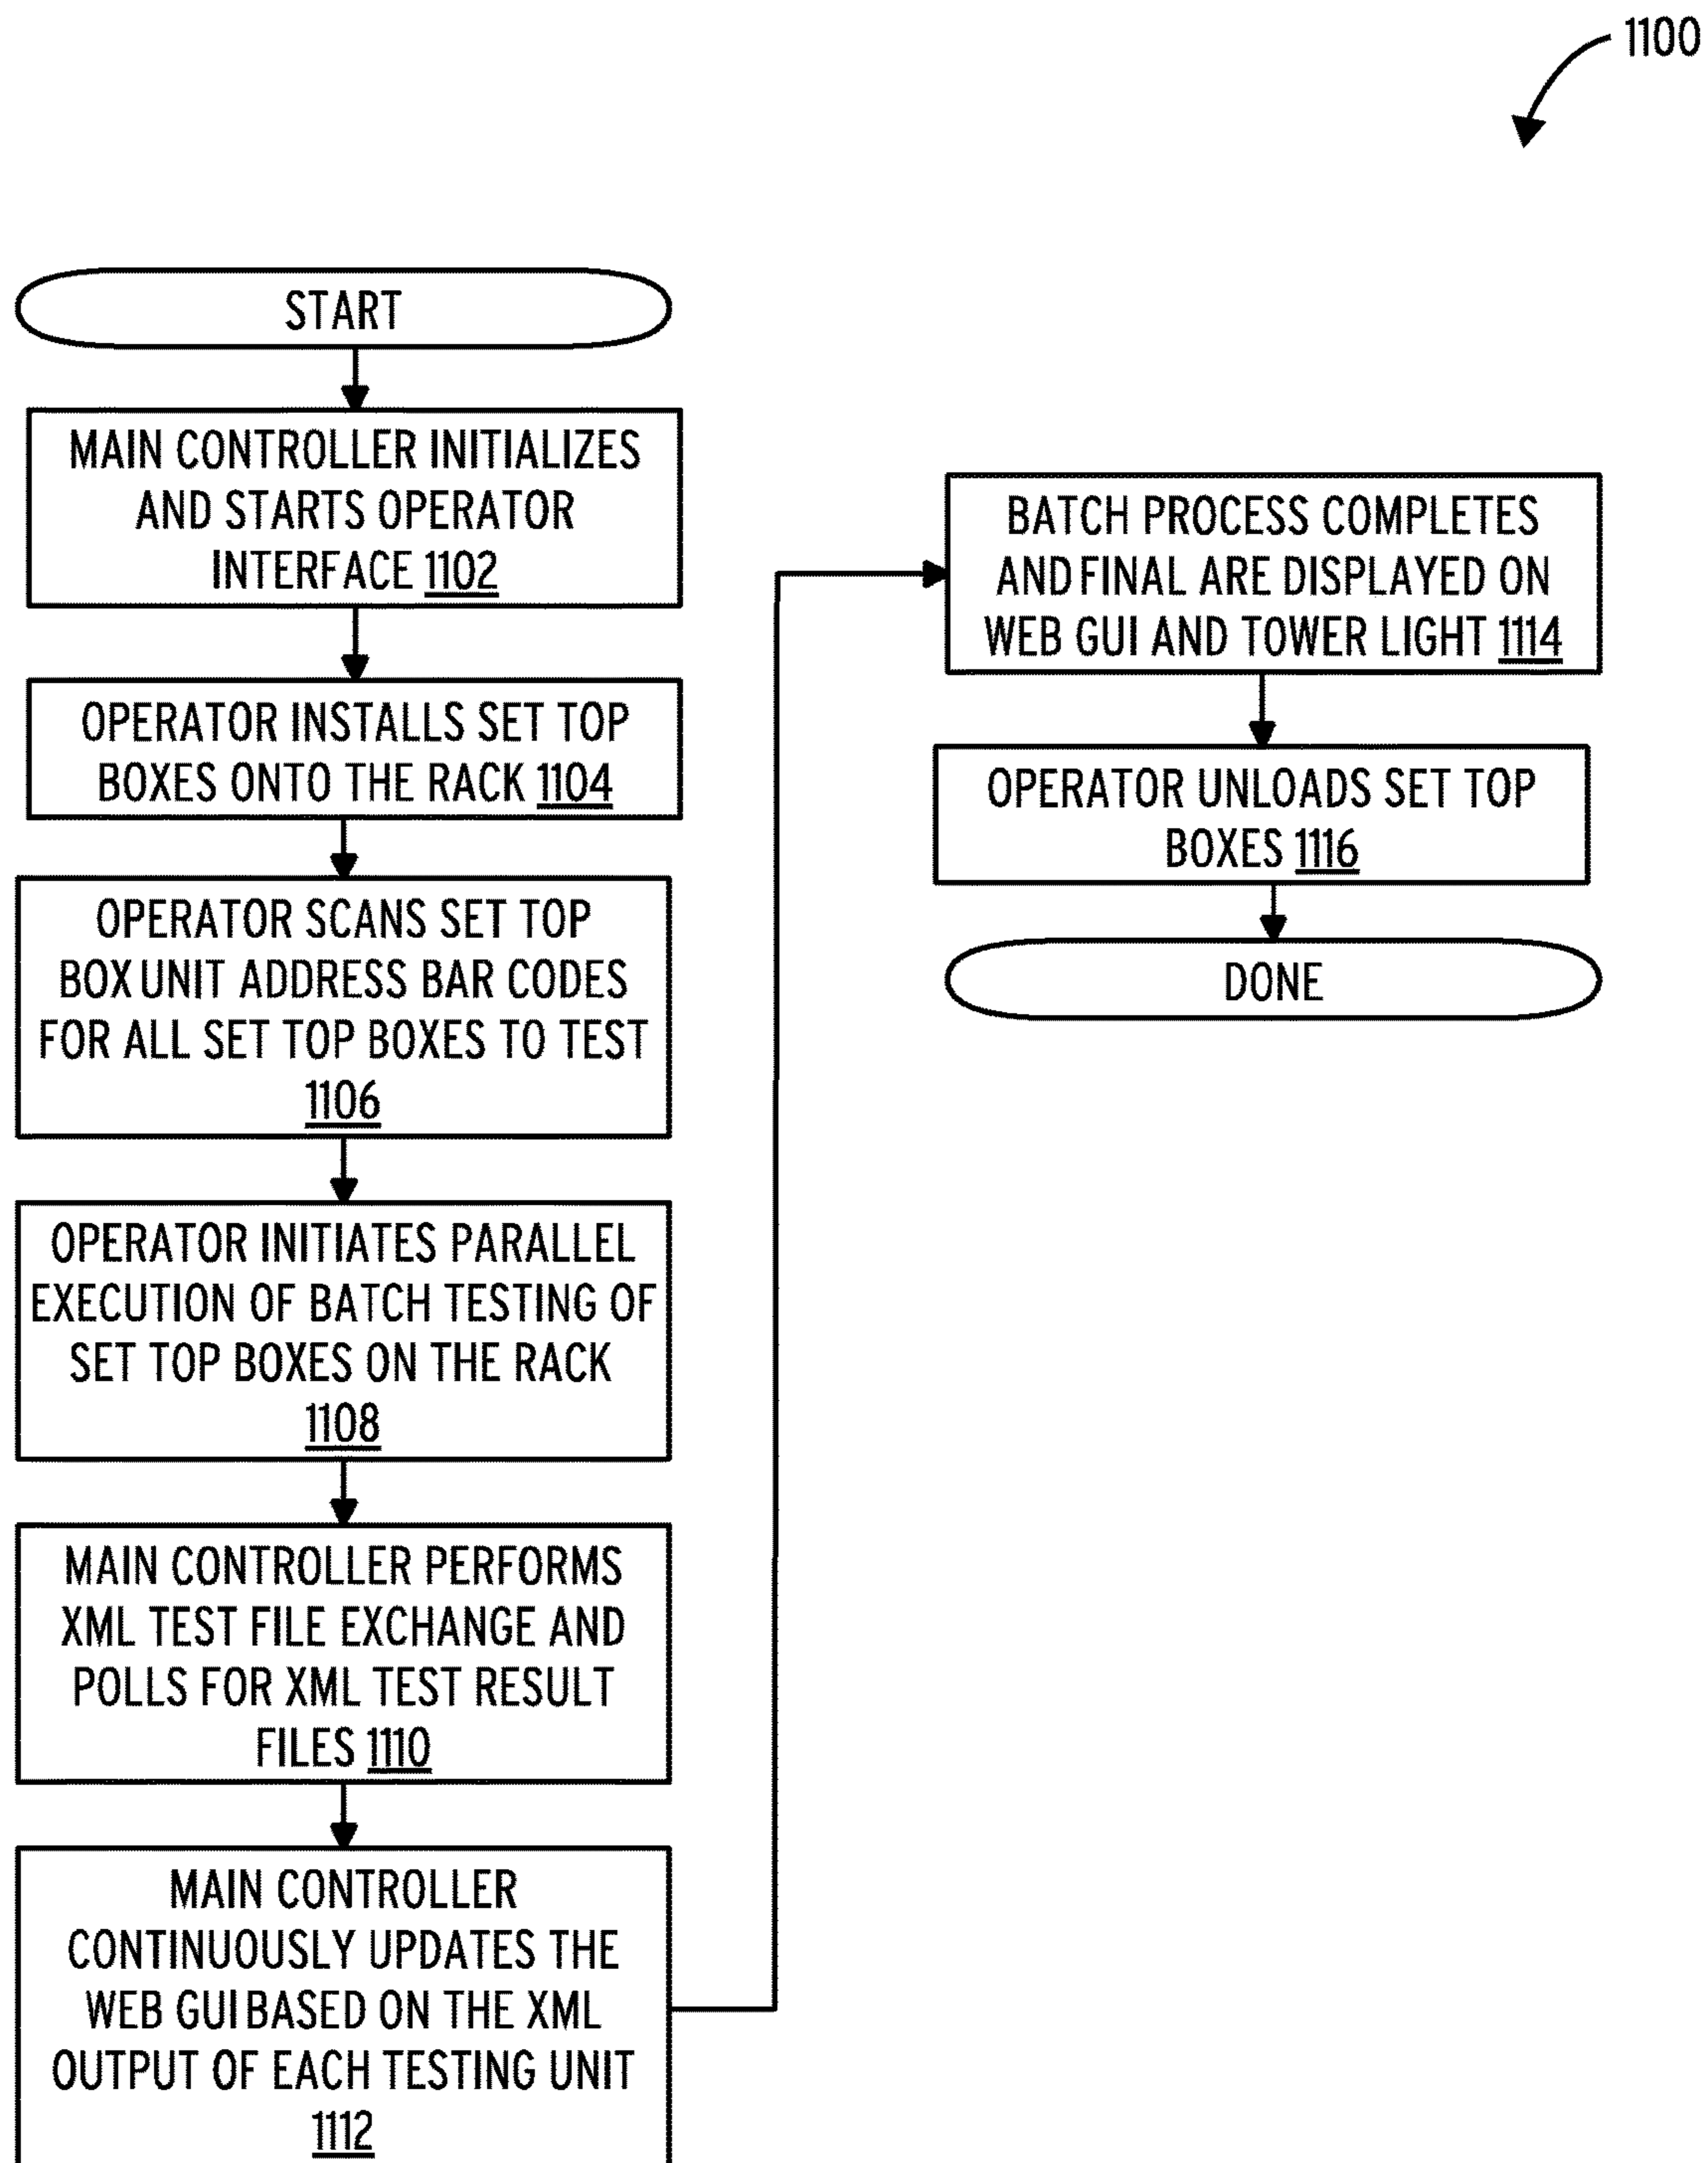 1100
START
MAIN CONTROLLER INITIALIZES
AND STARTS OPERATOR
INTERFACE 1102
OPERATOR INSTALLS SET TOP
BOXES ONTO THE RACK 1104
OPERATOR SCANS SET TOP
BOX UNIT ADDRESS BAR CODES
FOR ALL SET TOP BOXES TO TEST
1106
OPERATOR INITIATES PARALLEL
EXECUTION OF BATCH TESTING OF
SET TOP BOXES ON THE RACK
1108
MAIN CONTROLLER PERFORMS
XML TEST FILE EXCHANGE AND
POLLS FOR XML TEST RESULT
FILES 1110
MAIN CONTROLLER
CONTINUOUSLY UPDATES THE
WEB GUI BASED ON THE XML
OUTPUT OF EACH TESTING UNIT
1112
BATCH PROCESS COMPLETES
AND FINAL ARE DISPLAYED ON
WEB GUI AND TOWER LIGHT 1114
OPERATOR UNLOADS SET TOP
BOXES 1116
DONE